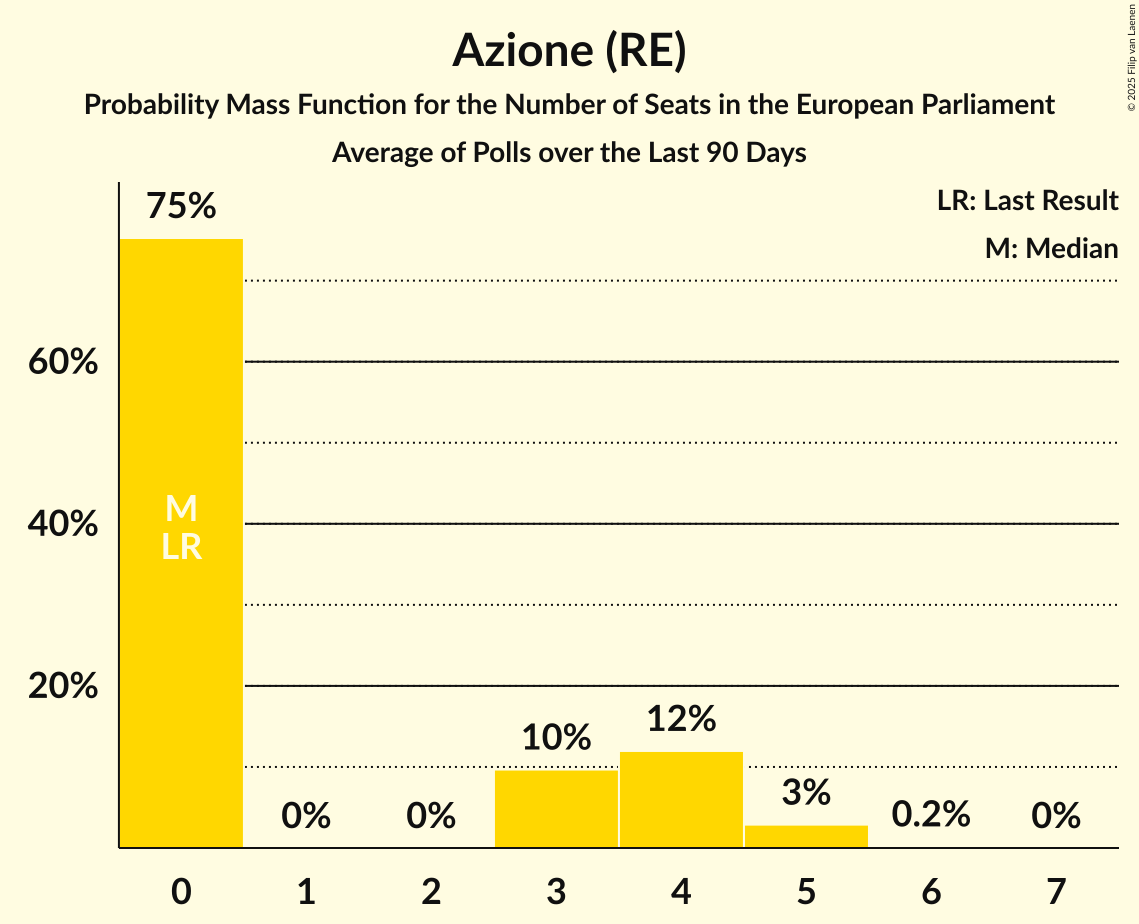 Azione (RE)
Probability Mass Function for the Number of Seats in the European Parliament
Average of Polls over the Last 90 Days
© 2025 Filip van Laenen
LR: Last Result
M: Median
75%
60%
40%
20%
M
LR
0%
0%
10%
12%
3%
0.2%
0%
0 1 2 3 4 5 6 7